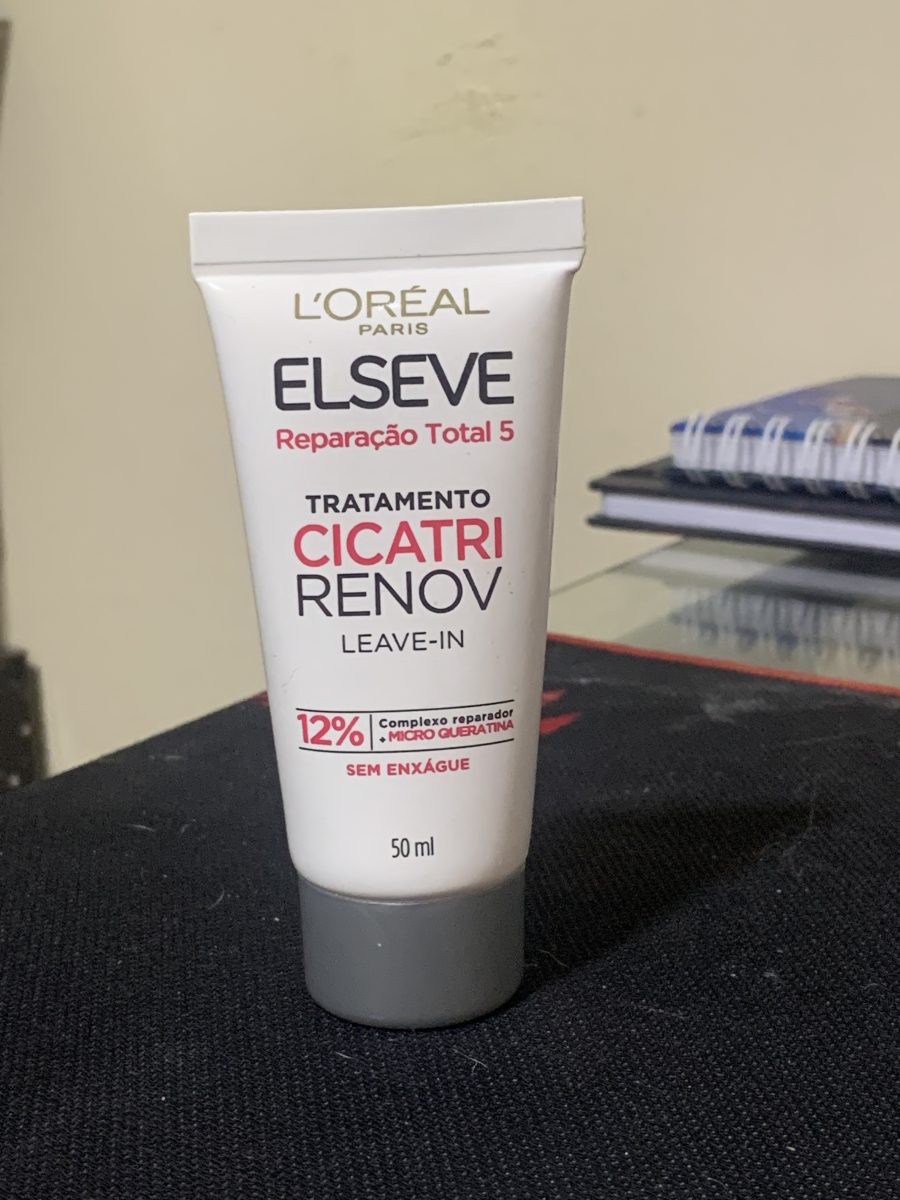 L'ORÉAL
PARIS
ELSEVE
Reparação Total 5
TRATAMENTO
CICATRI
RENOV
LEAVE-IN
12% Complexo reparador
+ MICRO QUERATINA
SEM ENXÁGUE
50 ml